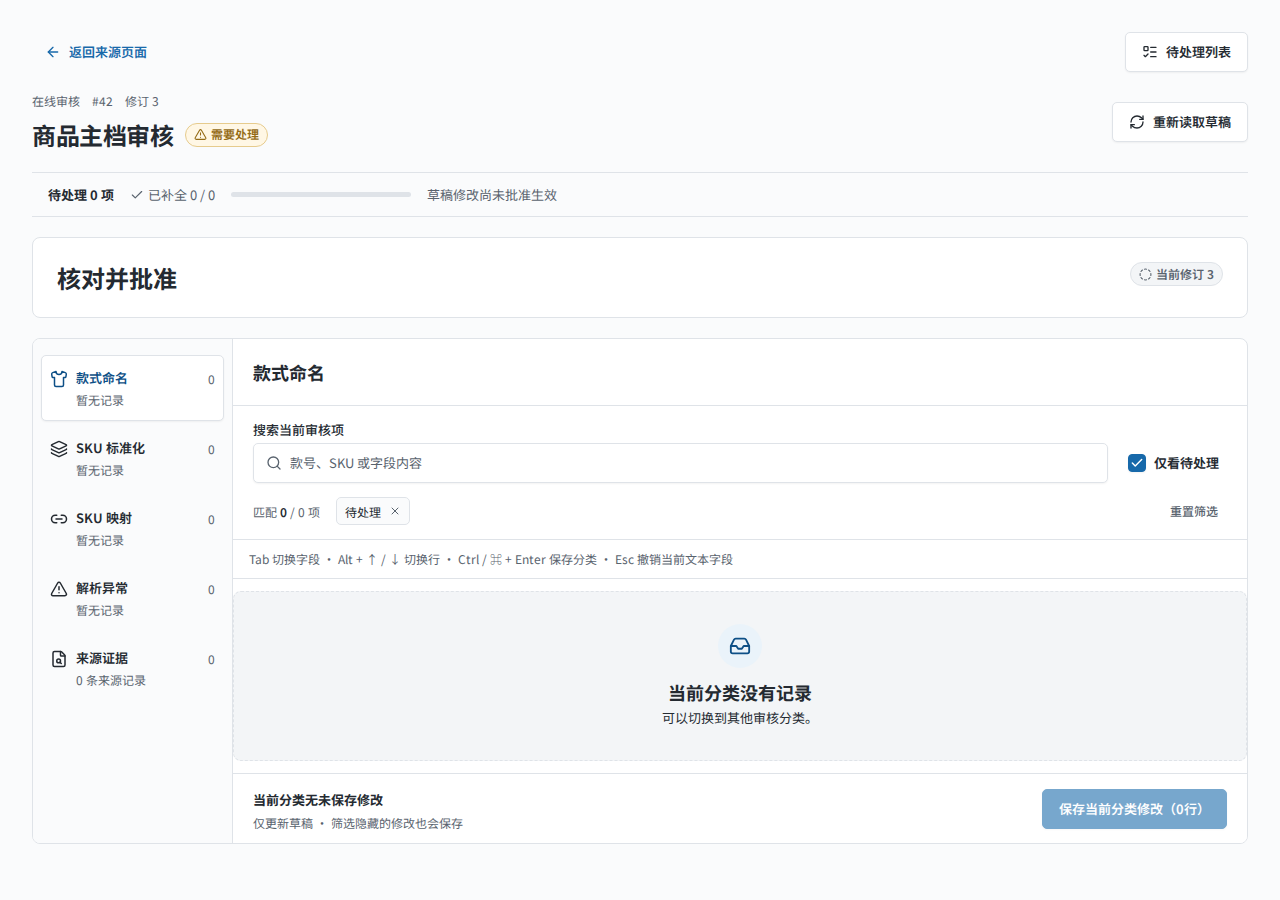 返回来源页面
待处理列表
在线审核 #42 修订 3
商品主档审核 需要处理
重新读取草稿
待处理 0 项 已补全 0 / 0 草稿修改尚未批准生效
核对并批准
当前修订 3
款式命名 0
暂无记录
SKU 标准化 0
暂无记录
SKU 映射 0
暂无记录
解析异常 0
暂无记录
来源证据 0
0 条来源记录
款式命名
搜索当前审核项
款号、SKU 或字段内容
仅看待处理
匹配 0 / 0 项 待处理 ×
重置筛选
Tab 切换字段 • Alt + ↑ / ↓ 切换行 • Ctrl / ⌘ + Enter 保存分类 • Esc 撤销当前文本字段
当前分类没有记录
可以切换到其他审核分类。
当前分类无未保存修改
仅更新草稿 • 筛选隐藏的修改也会保存
保存当前分类修改（0行）